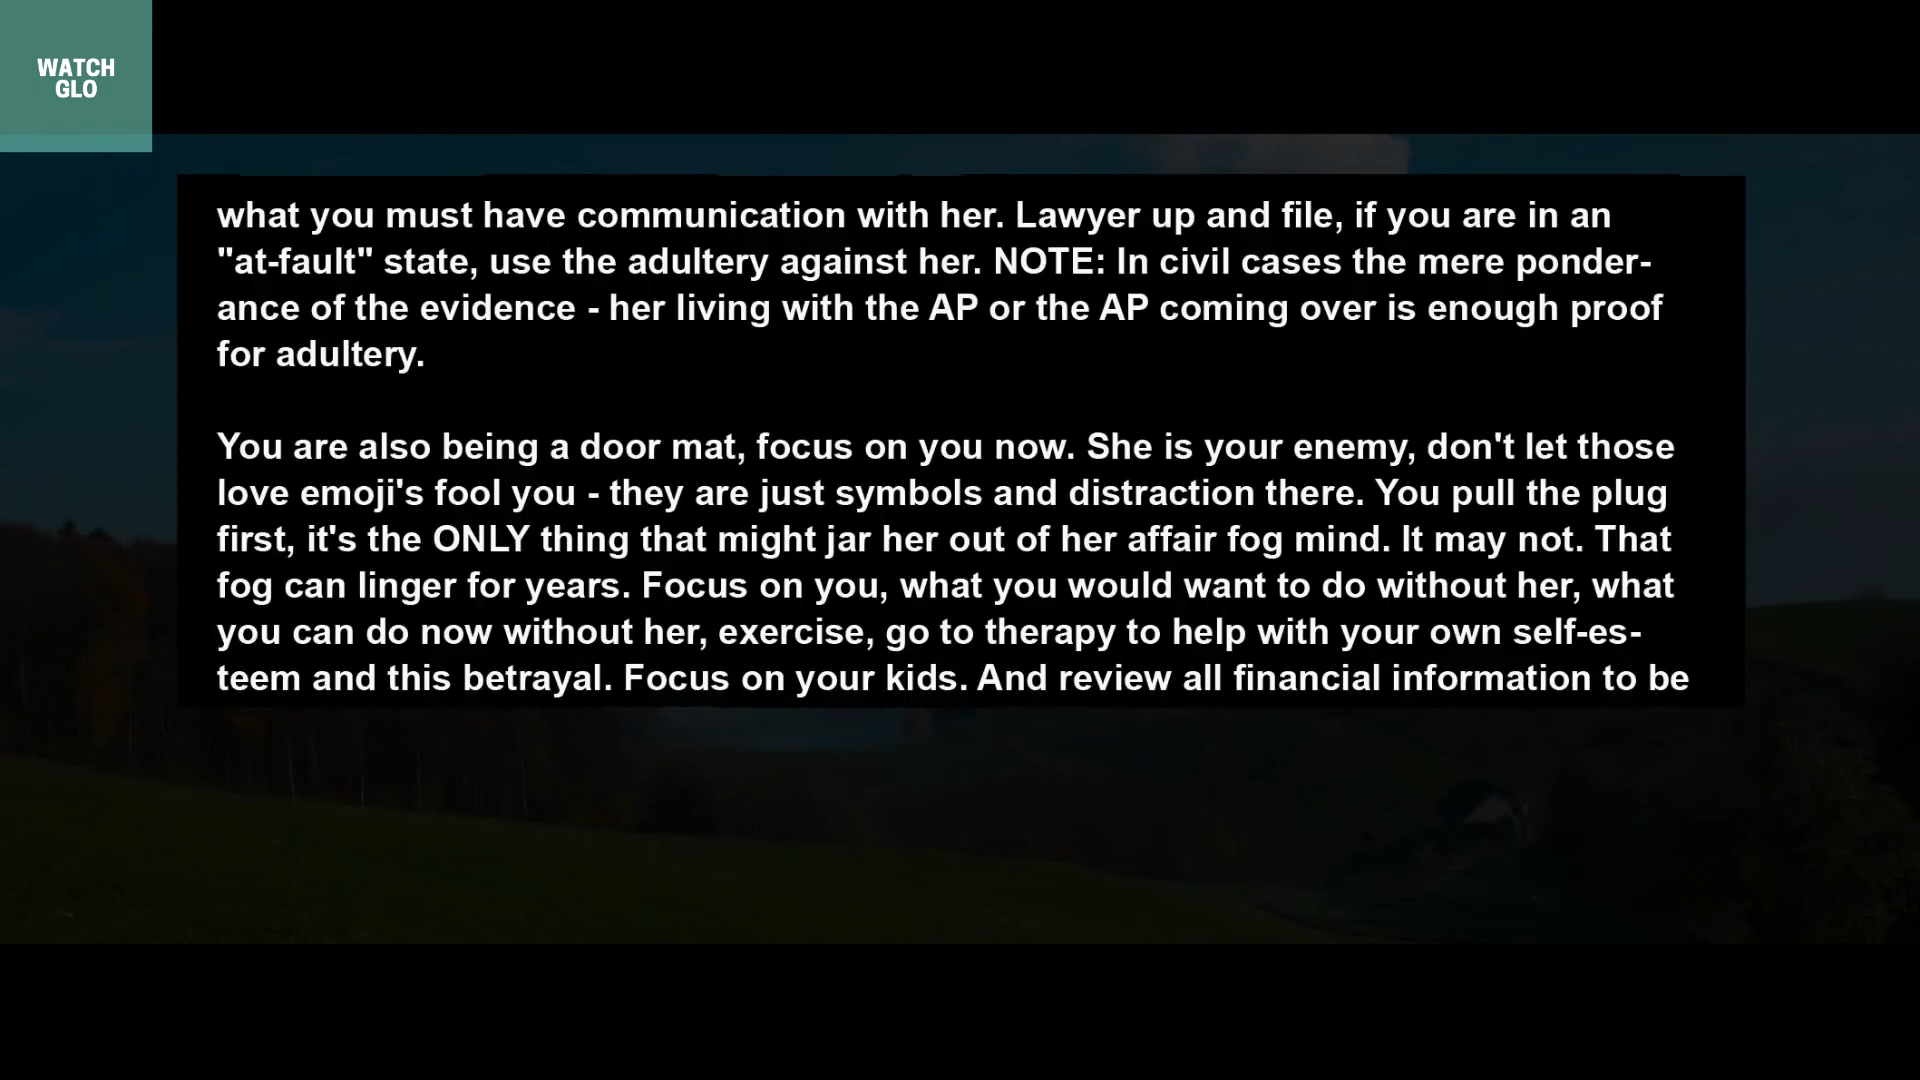 WATCH
GLO
what you must have communication with her. Lawyer up and file, if you are in an
"at-fault" state, use the adultery against her. NOTE: In civil cases the mere ponder-
ance of the evidence - her living with the AP or the AP coming over is enough proof
for adultery.
You are also being a door mat, focus on you now. She is your enemy, don't let those
love emoji's fool you - they are just symbols and distraction there. You pull the plug
first, it's the ONLY thing that might jar her out of her affair fog mind. It may not. That
fog can linger for years. Focus on you, what you would want to do without her, what
you can do now without her, exercise, go to therapy to help with your own self-es-
teem and this betrayal. Focus on your kids. And review all financial information to be